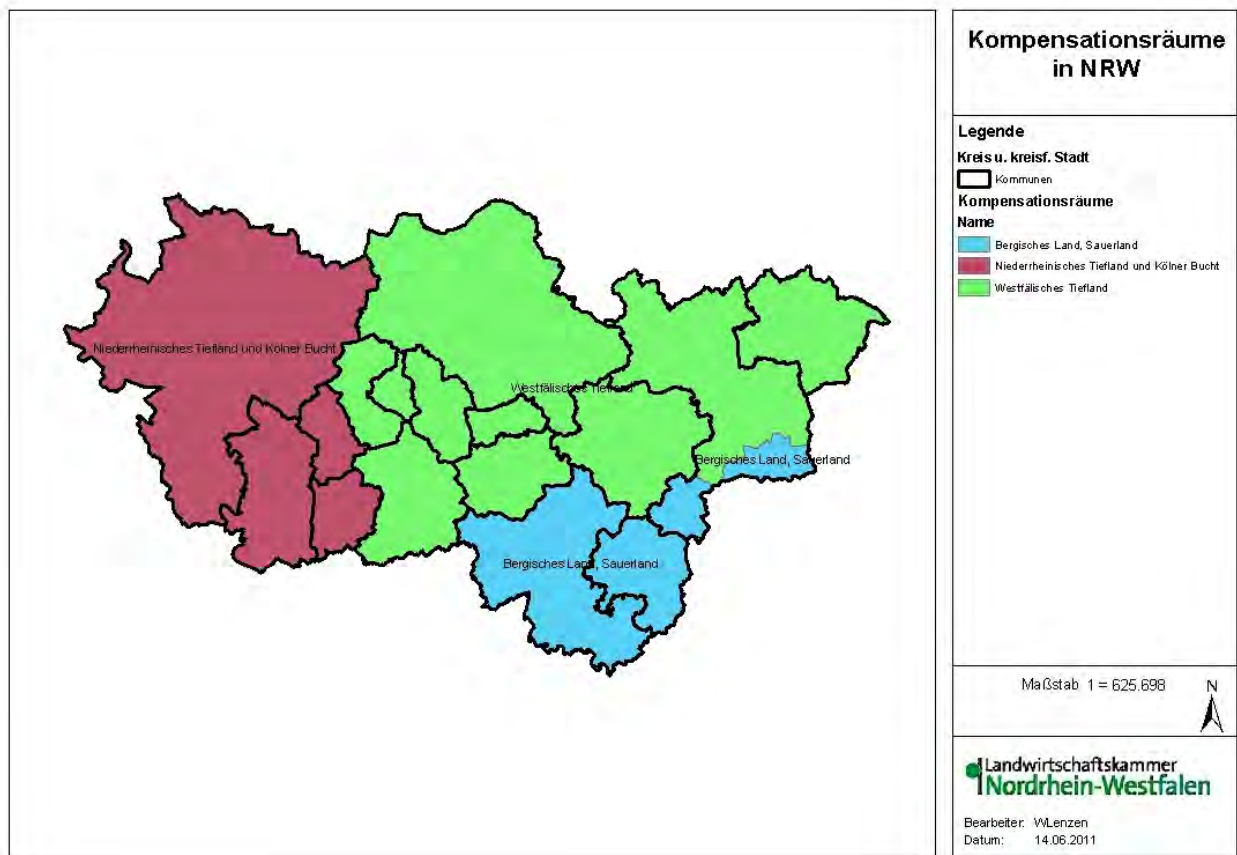 Kompensationsräume
in NRW
Legende
Kreis u. kreisf. Stadt
Kommunen
Kompensationsräume
Name
Bergisches Land, Sauerland
Niederrheinisches Tiefland und Kölner Bucht
Westfälisches Tiefland
Niederrheinisches Tiefland und Kölner Bucht
Westfälisches Tiefland
Bergisches Land, Sauerland
Bergisches Land, Sauerland
Maßstab 1 = 625.698
N
Landwirtschaftskammer
Nordrhein-Westfalen
Bearbeiter: WLenzen
Datum: 14.06.2011